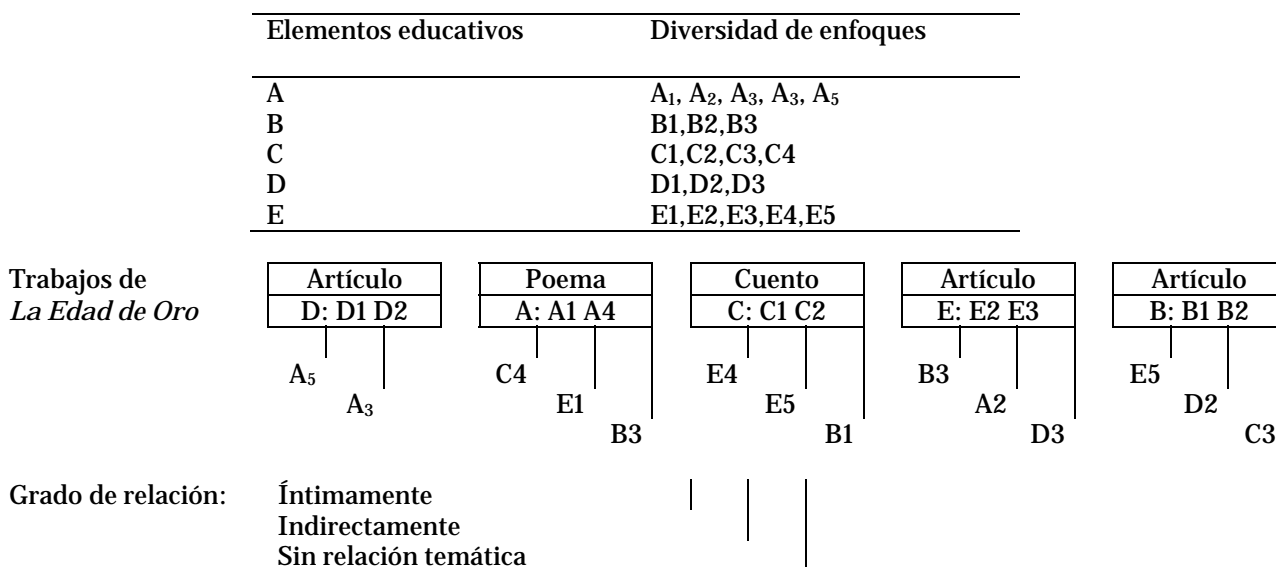 Elementos educativos Diversidad de enfoques
A A₁, A₂, A₃, A₃, A₅
B B1,B2,B3
C C1,C2,C3,C4
D D1,D2,D3
E E1,E2,E3,E4,E5
Trabajos de Artículo Poema Cuento Artículo Artículo
La Edad de Oro D: D1 D2 A: A1 A4 C: C1 C2 E: E2 E3 B: B1 B2
A₅ C4 E4 B3 E5
A₃ E1 E5 A2 D2
B3 B1 D3 C3
Grado de relación: Íntimamente
Indirectamente
Sin relación temática